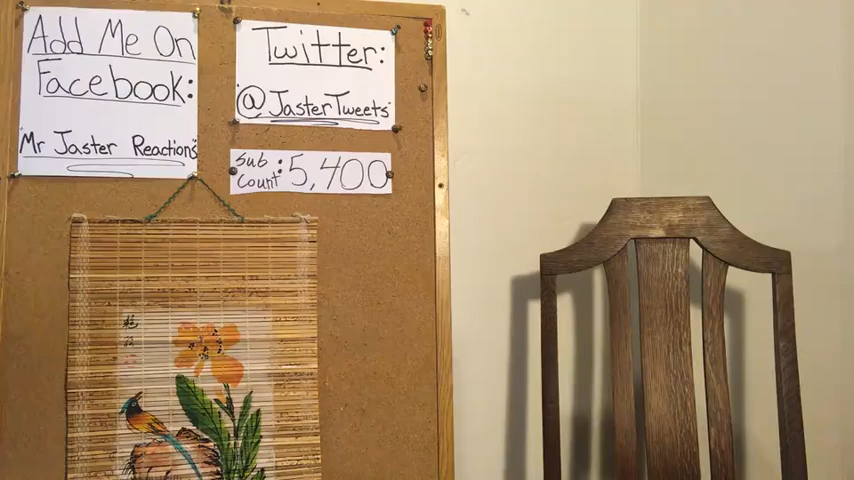 Add Me On
Facebook:
"Mr Jaster Reactions"
Twitter:
"@JasterTweets"
Sub Count: 5,400